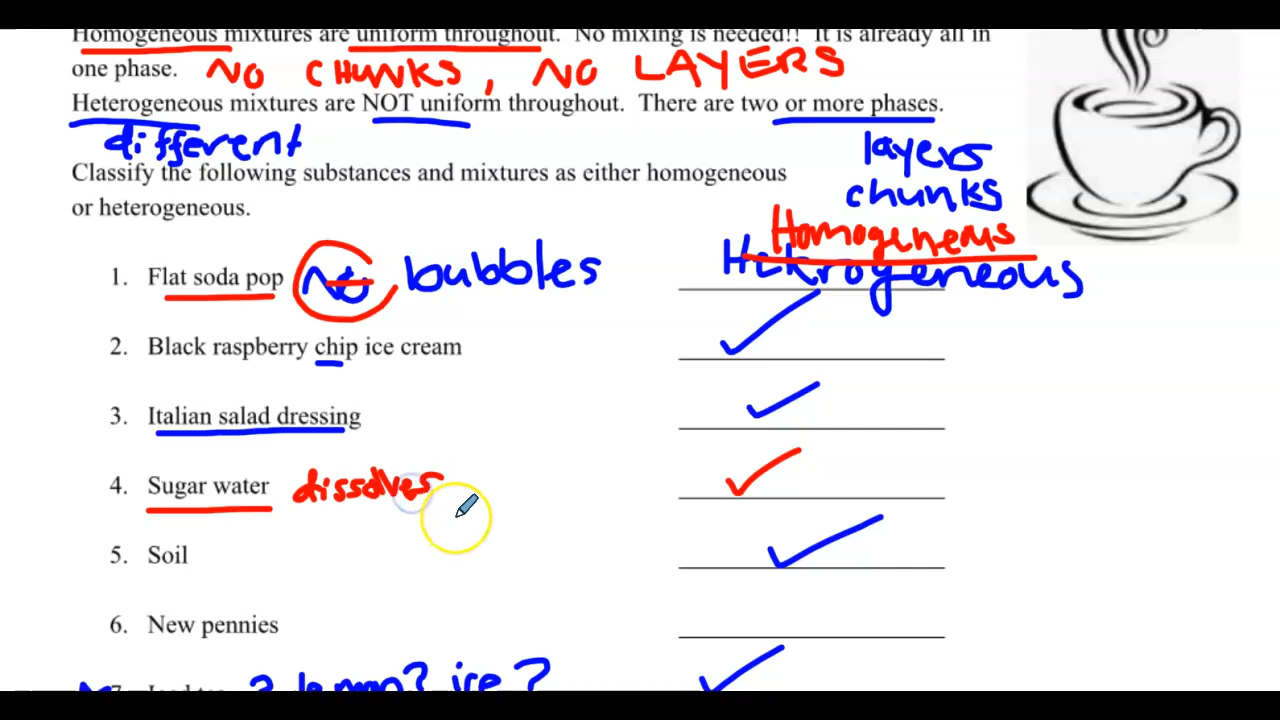 Homogeneous mixtures are uniform throughout. No mixing is needed!! It is already all in
one phase. NO CHUNKS, NO LAYERS
Heterogeneous mixtures are NOT uniform throughout. There are two or more phases.
different
layers
Classify the following substances and mixtures as either homogeneous
chunks
or heterogeneous.
Homogeneous
1. Flat soda pop No bubbles Heterogeneous
2. Black raspberry chip ice cream
3. Italian salad dressing
4. Sugar water dissolves
5. Soil
6. New pennies
7. Iced tea ? lemon? ice?